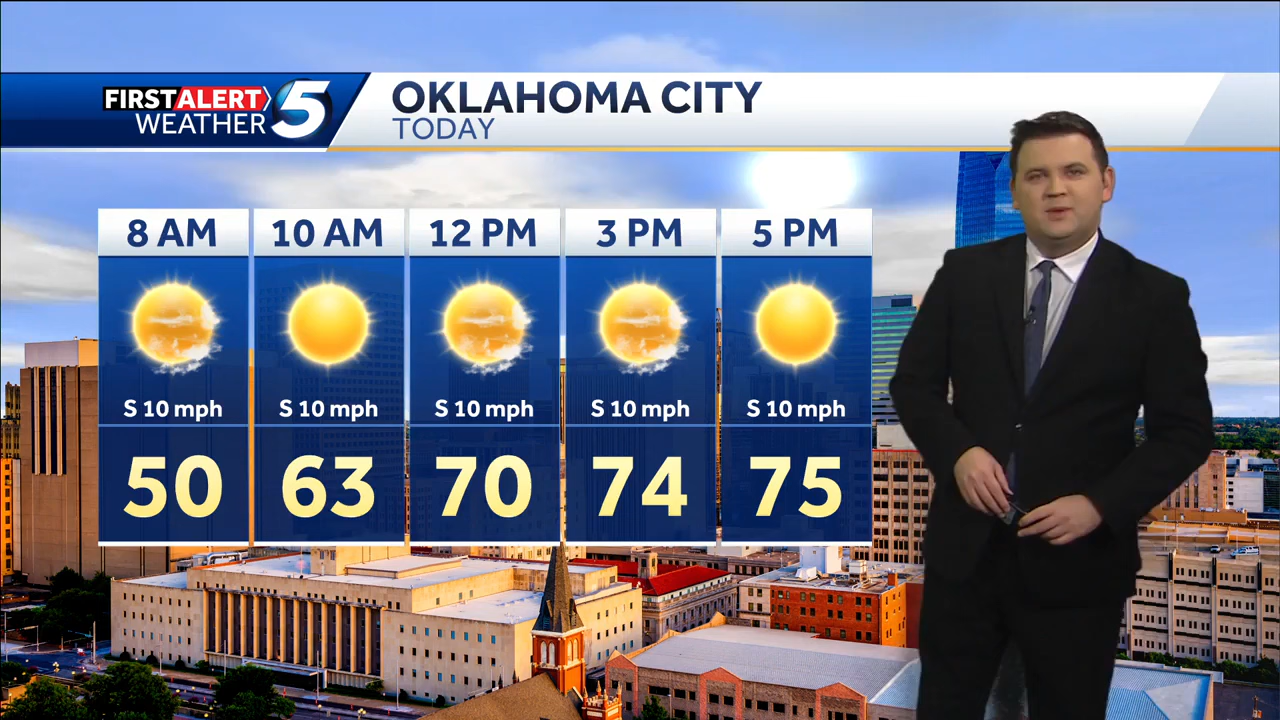 FIRST ALERT
WEATHER 5
OKLAHOMA CITY
TODAY
8 AM 10 AM 12 PM 3 PM 5 PM
S 10 mph S 10 mph S 10 mph S 10 mph S 10 mph
50 63 70 74 75